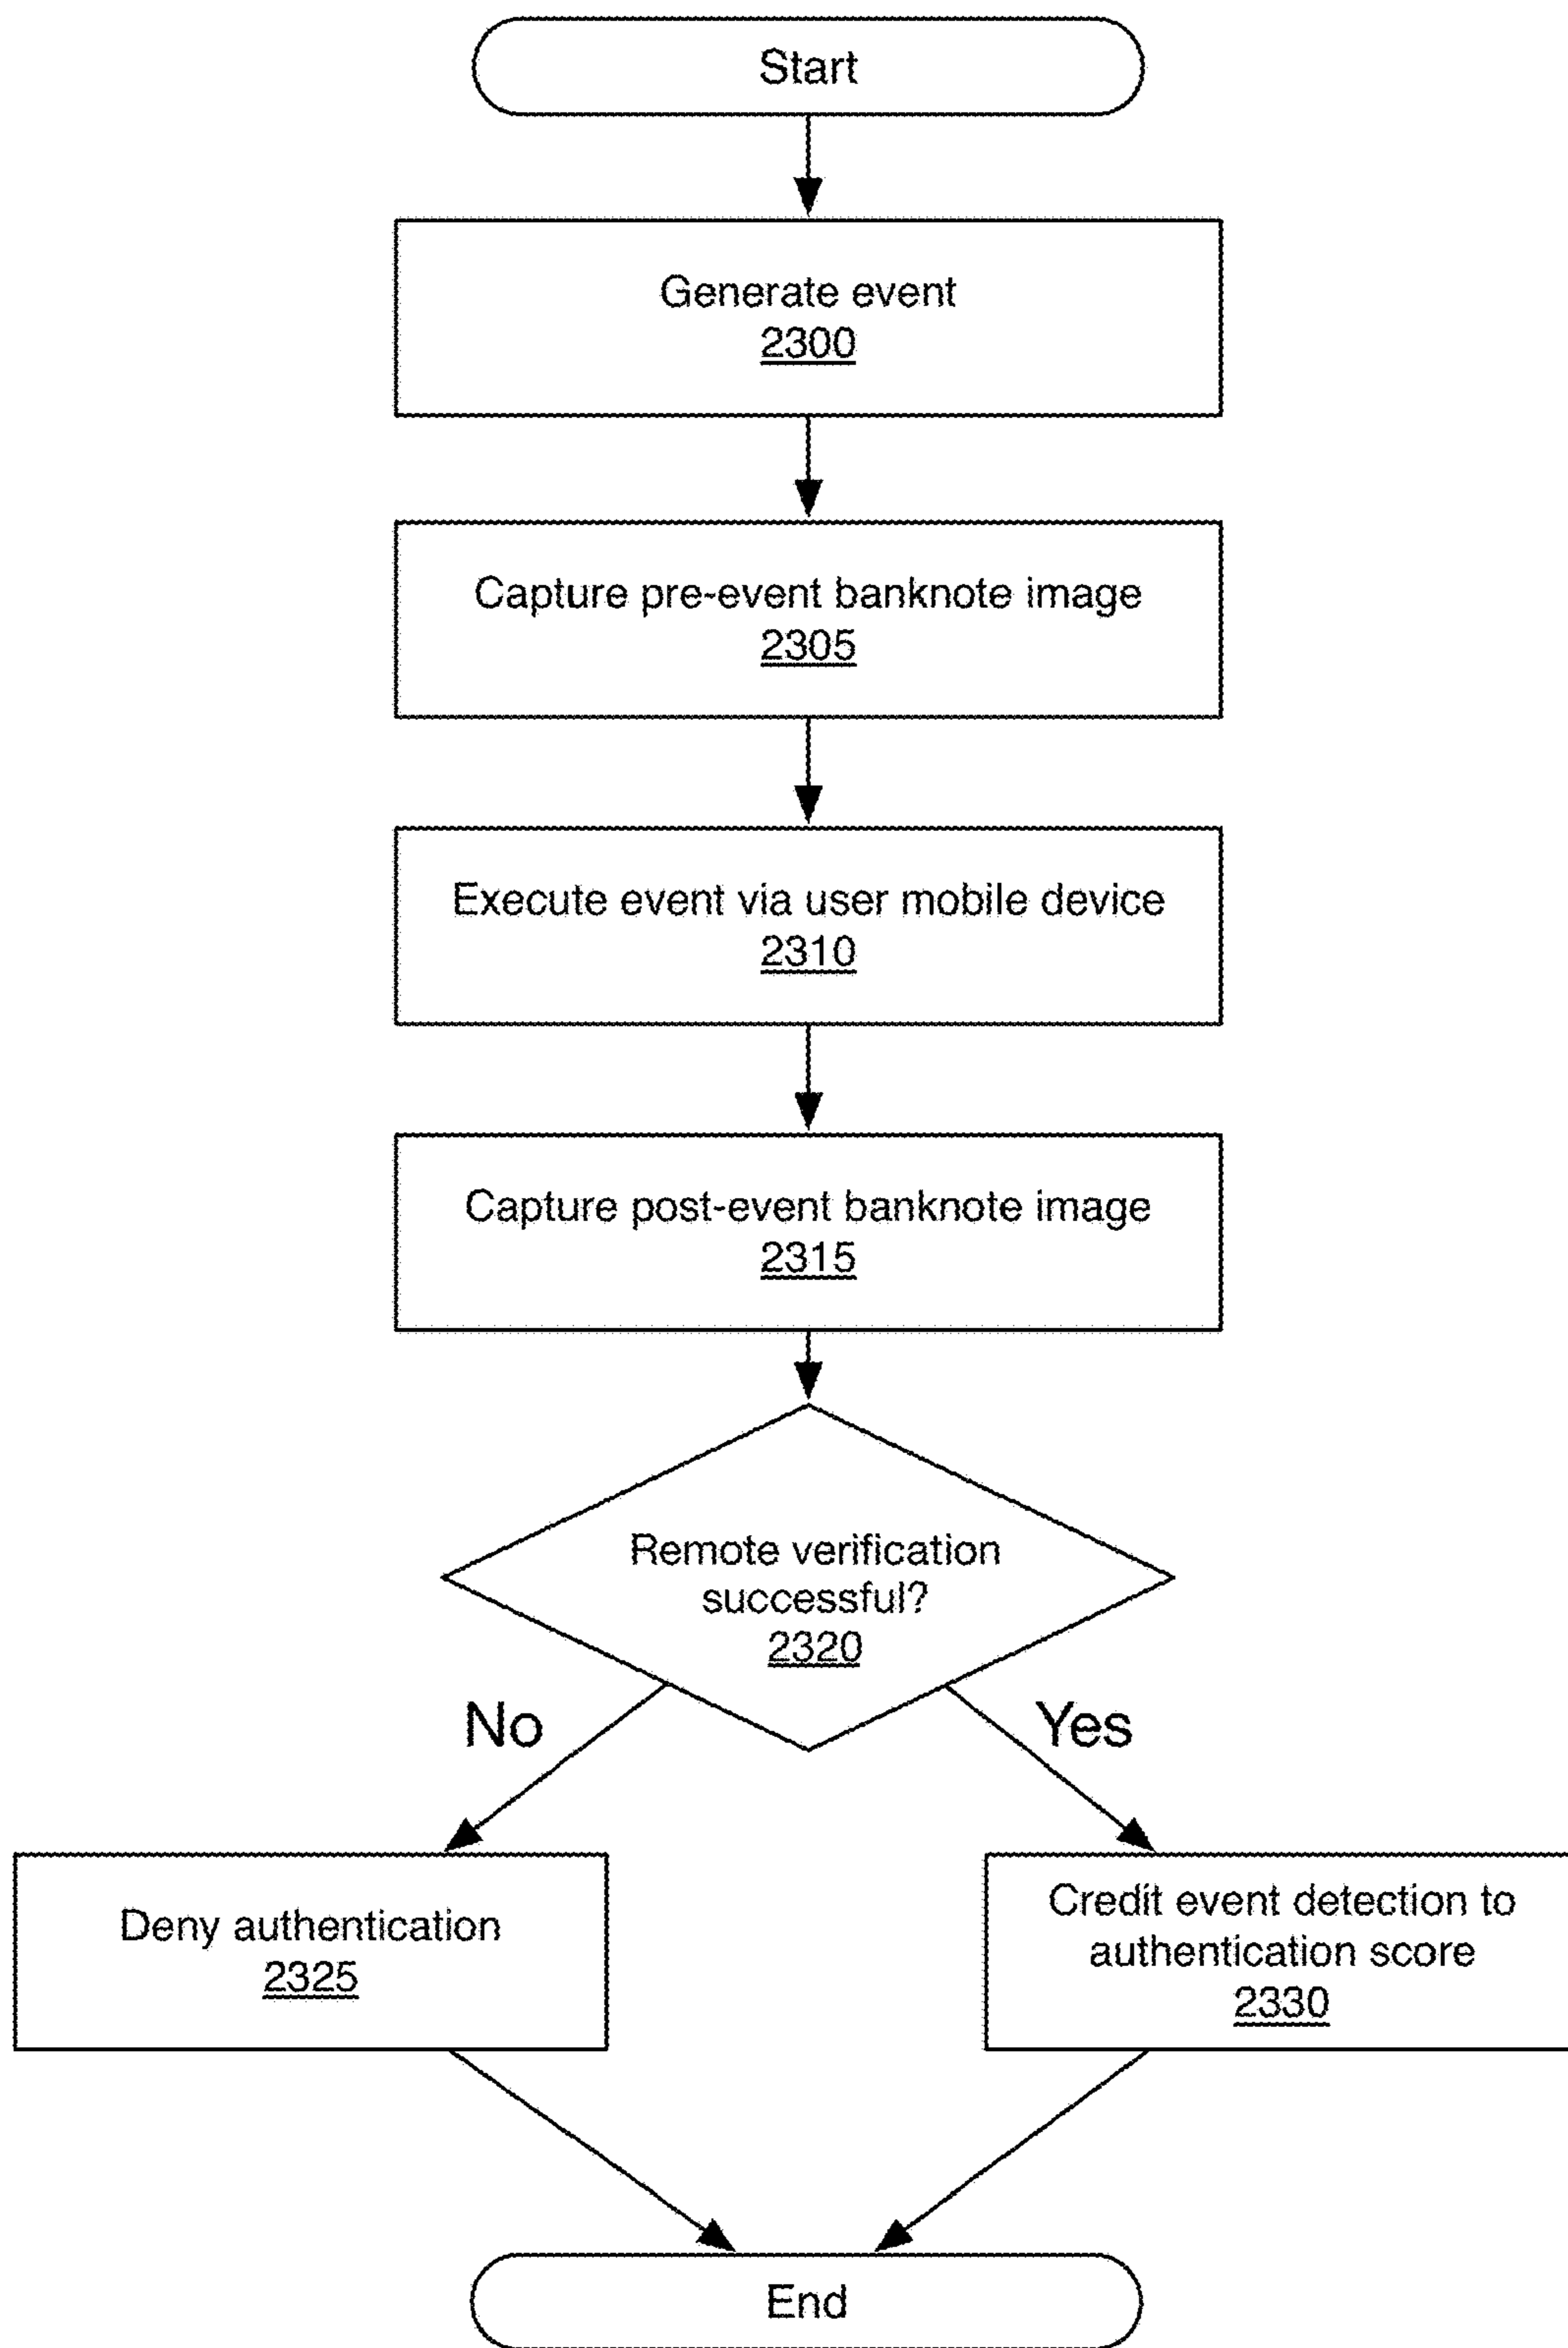 Start
Generate event
2300
Capture pre-event banknote image
2305
Execute event via user mobile device
2310
Capture post-event banknote image
2315
Remote verification
successful?
2320
No
Yes
Deny authentication
2325
Credit event detection to
authentication score
2330
End